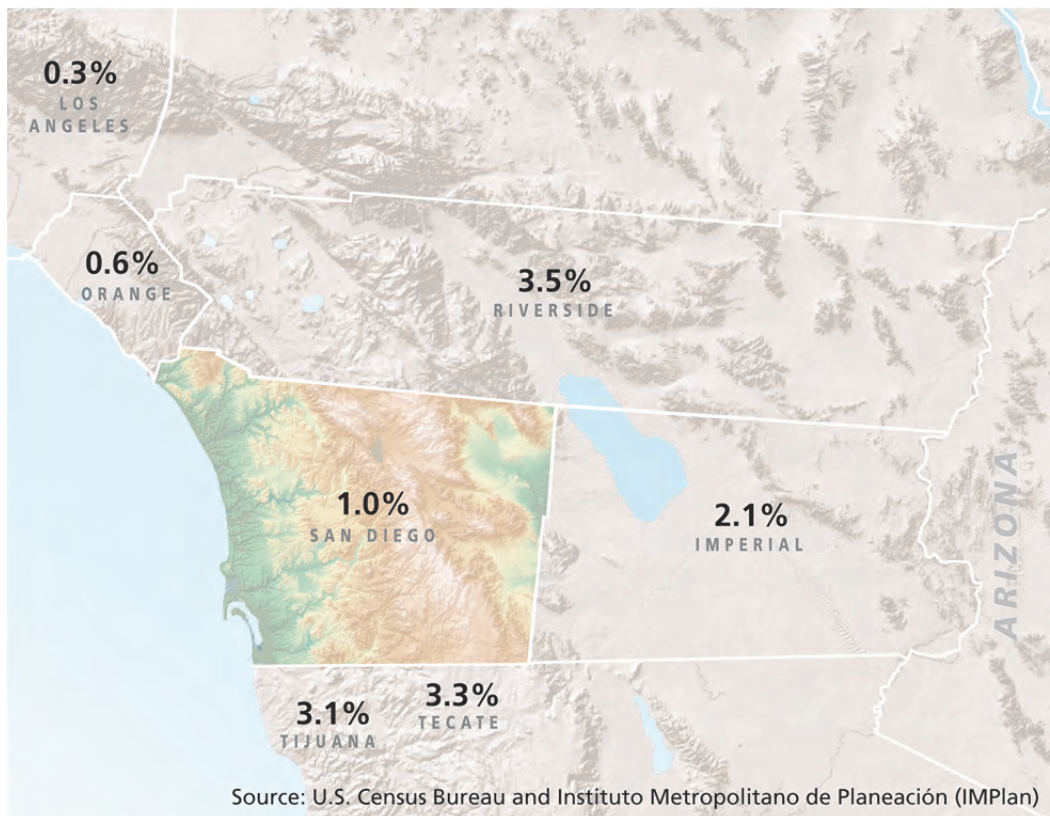 0.3%
LOS
ANGELES
0.6%
ORANGE
3.5%
RIVERSIDE
1.0%
SAN DIEGO
2.1%
IMPERIAL
ARIZONA
3.3%
TECATE
3.1%
TIJUANA
Source: U.S. Census Bureau and Instituto Metropolitano de Planeación (IMPlan)